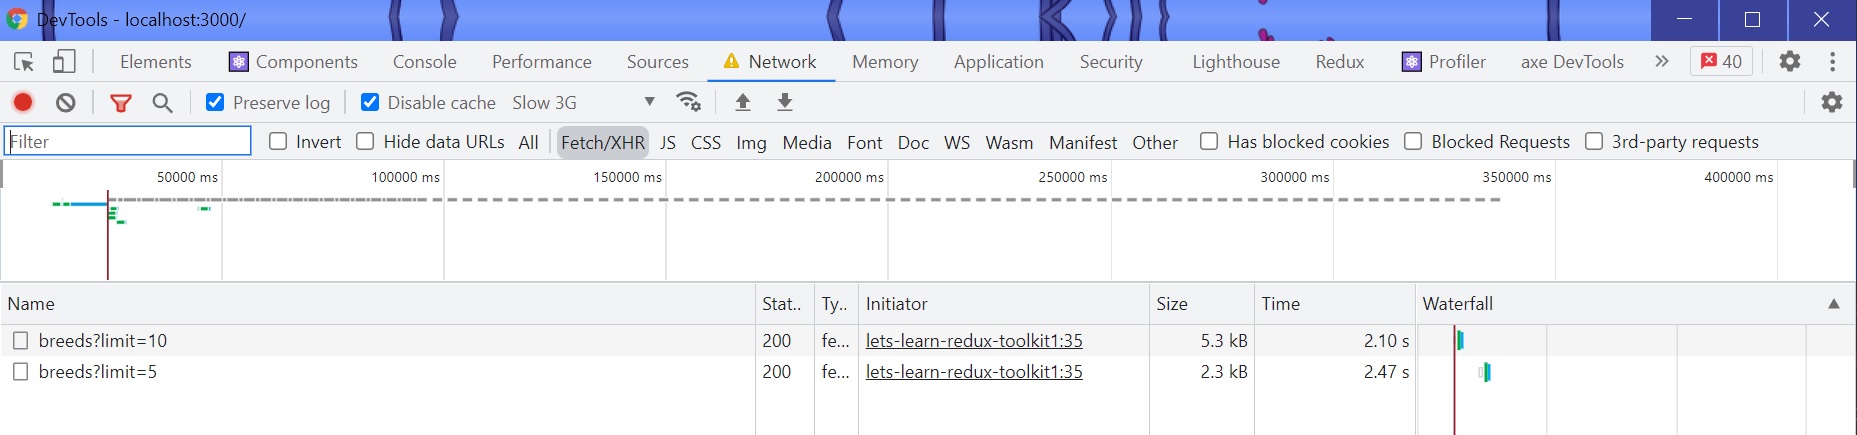 DevTools - localhost:3000/
Elements Components Console Performance Sources Network Memory Application Security Lighthouse Redux Profiler axe DevTools » 40
Preserve log Disable cache Slow 3G
Filter Invert Hide data URLs All Fetch/XHR JS CSS Img Media Font Doc WS Wasm Manifest Other Has blocked cookies Blocked Requests 3rd-party requests
50000 ms 100000 ms 150000 ms 200000 ms 250000 ms 300000 ms 350000 ms 400000 ms
Name Stat.. Ty.. Initiator Size Time Waterfall
breeds?limit=10 200 fe... lets-learn-redux-toolkit1:35 5.3 kB 2.10 s
breeds?limit=5 200 fe... lets-learn-redux-toolkit1:35 2.3 kB 2.47 s